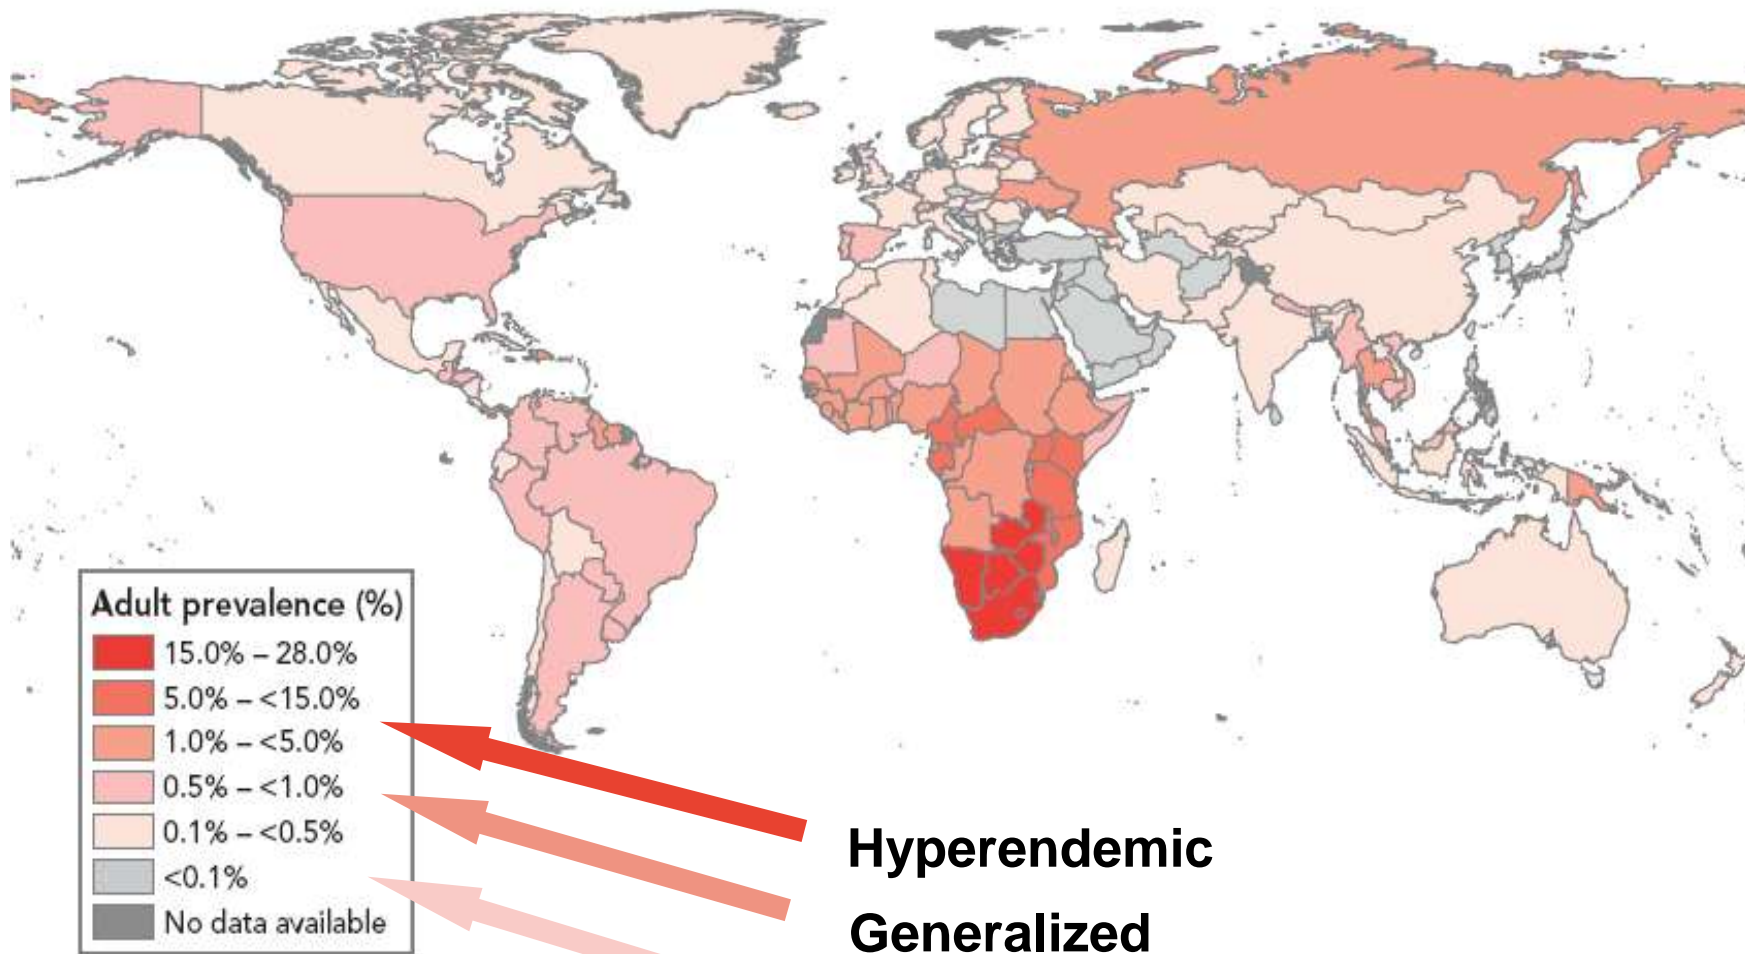 Adult prevalence (%)
15.0% – 28.0%
5.0% – <15.0%
1.0% – <5.0%
0.5% – <1.0%
0.1% – <0.5%
<0.1%
No data available
Hyperendemic
Generalized